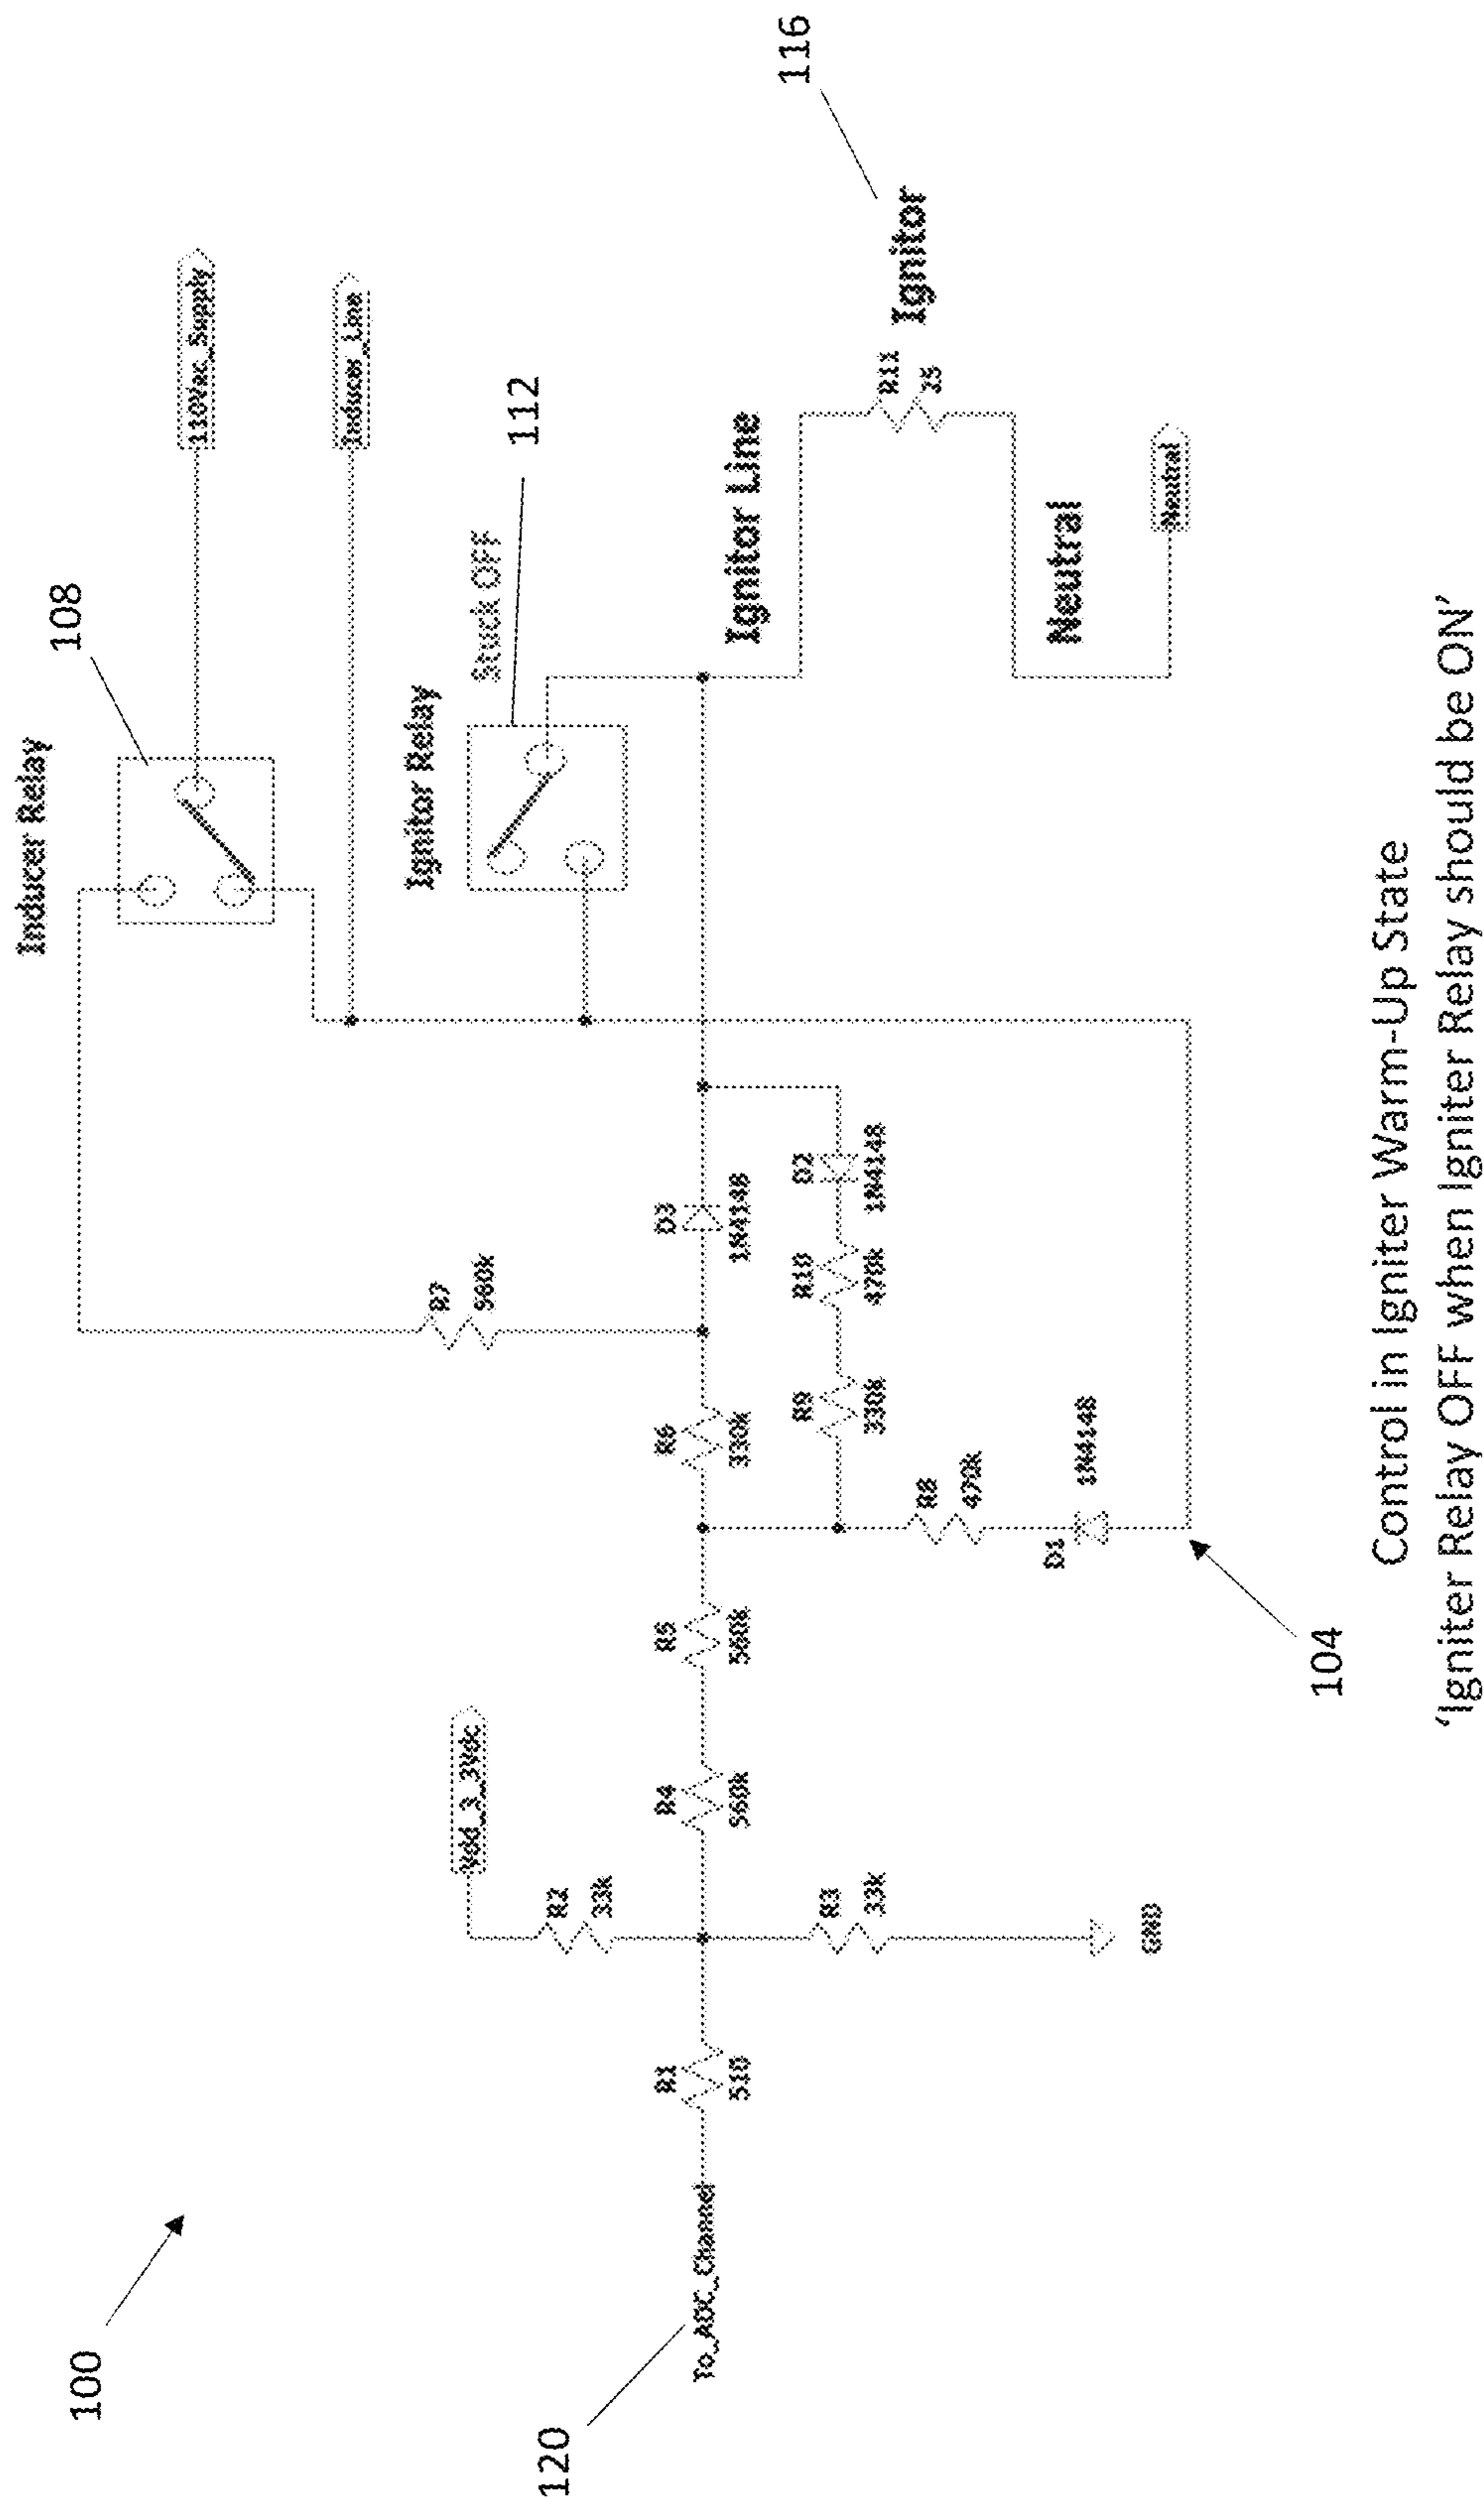 100
108
Inducer Relay
110Vac_Supply
Inducer_Line
112
Ignitor Relay
Stuck OFF
116
Ignitor
Ignitor Line
R11
35
Neutral
Neutral
R7
D3
1N4148
D2
1N4148
R6
330k
R10
470k
R9
330k
R8
470k
D1
1N4148
104
R5
560k
R4
560k
Vdd_3_3Vdc
R2
33k
R3
33k
GND
R1
510
To_ADC_Channel
120
Control in Igniter Warm-Up State
‘Igniter Relay OFF when Igniter Relay should be ON’